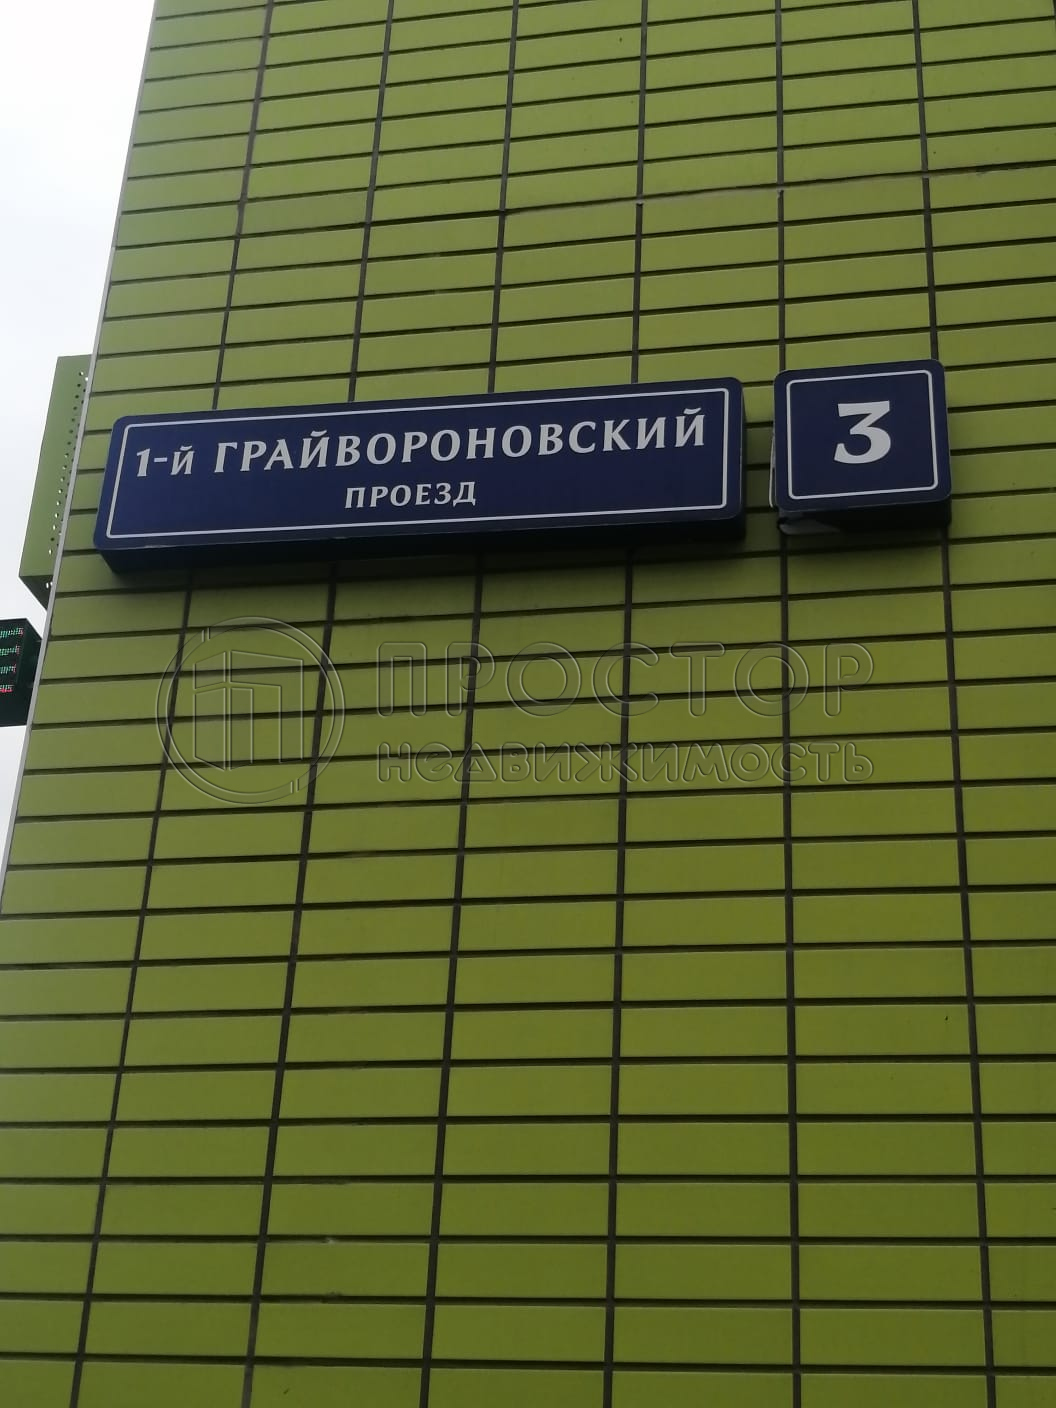 1-й ГРАЙВОРОНОВСКИЙ
ПРОЕЗД
3
ПРОСТОР
НЕДВИЖИМОСТЬ